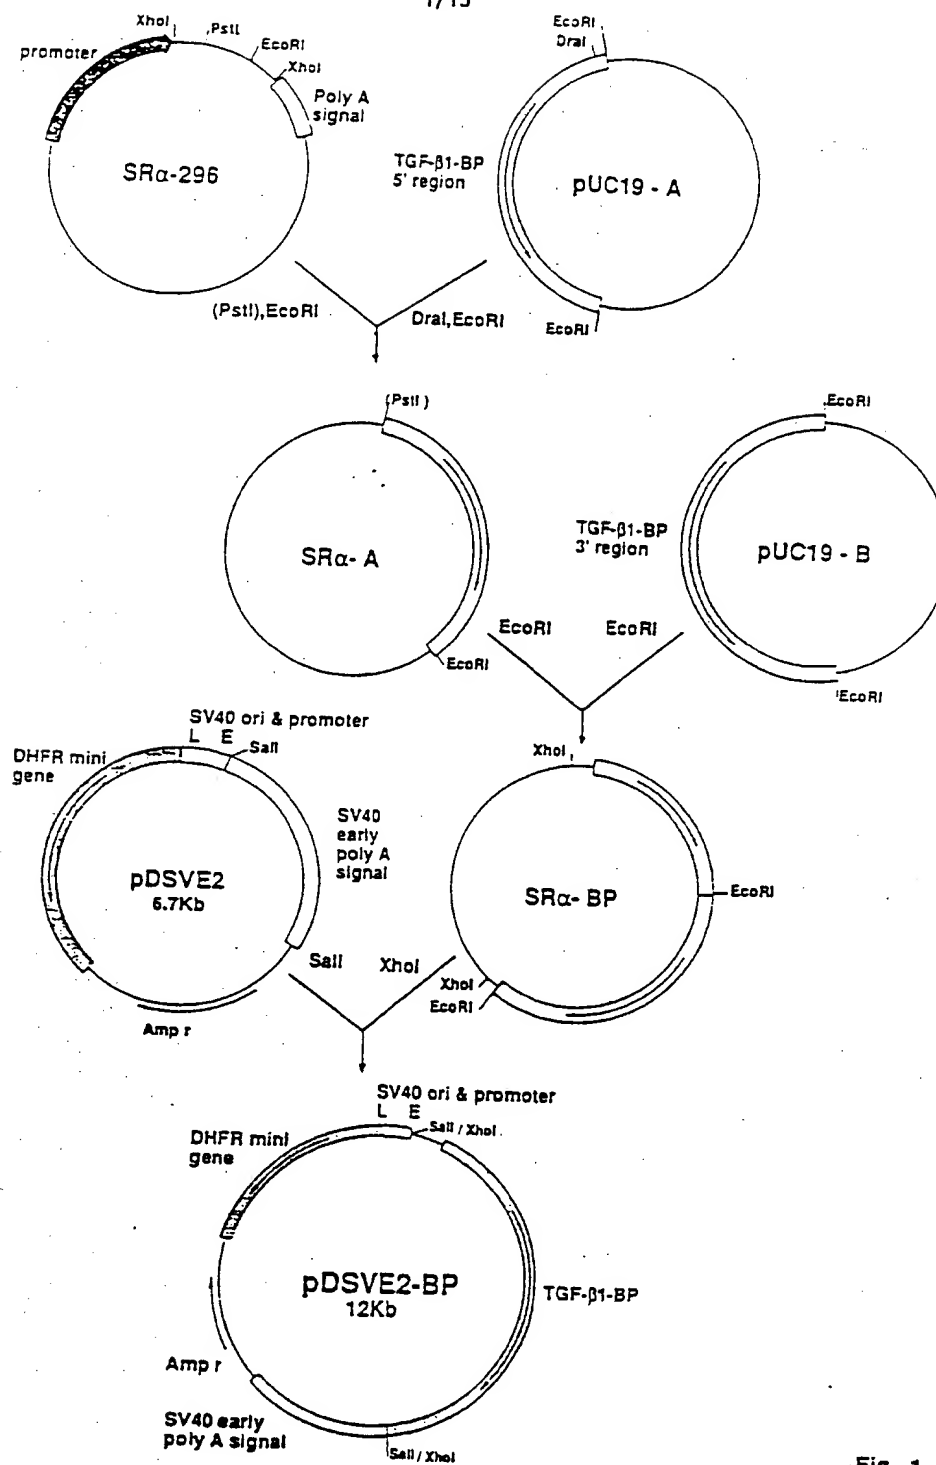 1/15
XhoI
PstI
EcoRI
XhoI
promoter
Poly A
signal
SRα-296
EcoRI
DraI
TGF-β1-BP
5' region
pUC19 - A
EcoRI
(PstI),EcoRI
DraI,EcoRI
(PstI)
SRα- A
EcoRI
EcoRI
TGF-β1-BP
3' region
pUC19 - B
EcoRI
EcoRI
EcoRI
SV40 ori & promoter
L E
SalI
DHFR mini
gene
SV40
early
poly A
signal
pDSVE2
6.7Kb
Amp r
SalI
XhoI
XhoI
SRα- BP
EcoRI
XhoI
EcoRI
SV40 ori & promoter
L E
SalI / XhoI
DHFR mini
gene
pDSVE2-BP
12Kb
TGF-β1-BP
Amp r
SV40 early
poly A signal
SalI / XhoI
Fig. 1